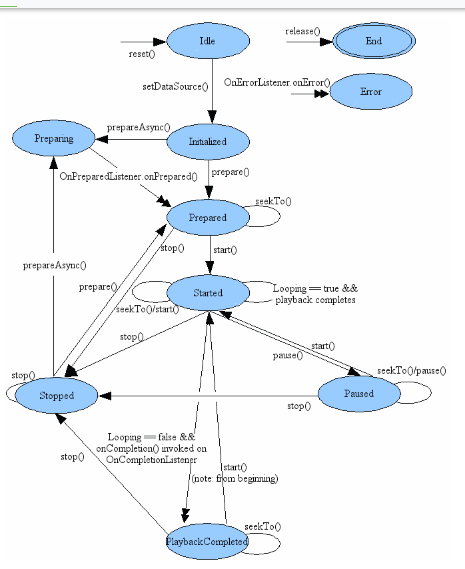 Idle
release()
End
reset()
setDataSource()
OnErrorListener.onError()
Error
prepareAsync()
Preparing
Initialized
prepare()
OnPreparedListener.onPrepared()
seekTo()
Prepared
stop()
start()
prepareAsync()
prepare()
Started
Looping == true &&
playback completes
seekTo()/start()
stop()
start()
pause()
stop()
seekTo()/pause()
Stopped
Paused
stop()
Looping == false &&
onCompletion() invoked on
OnCompletionListener
stop()
start()
(note: from beginning)
seekTo()
PlaybackCompleted